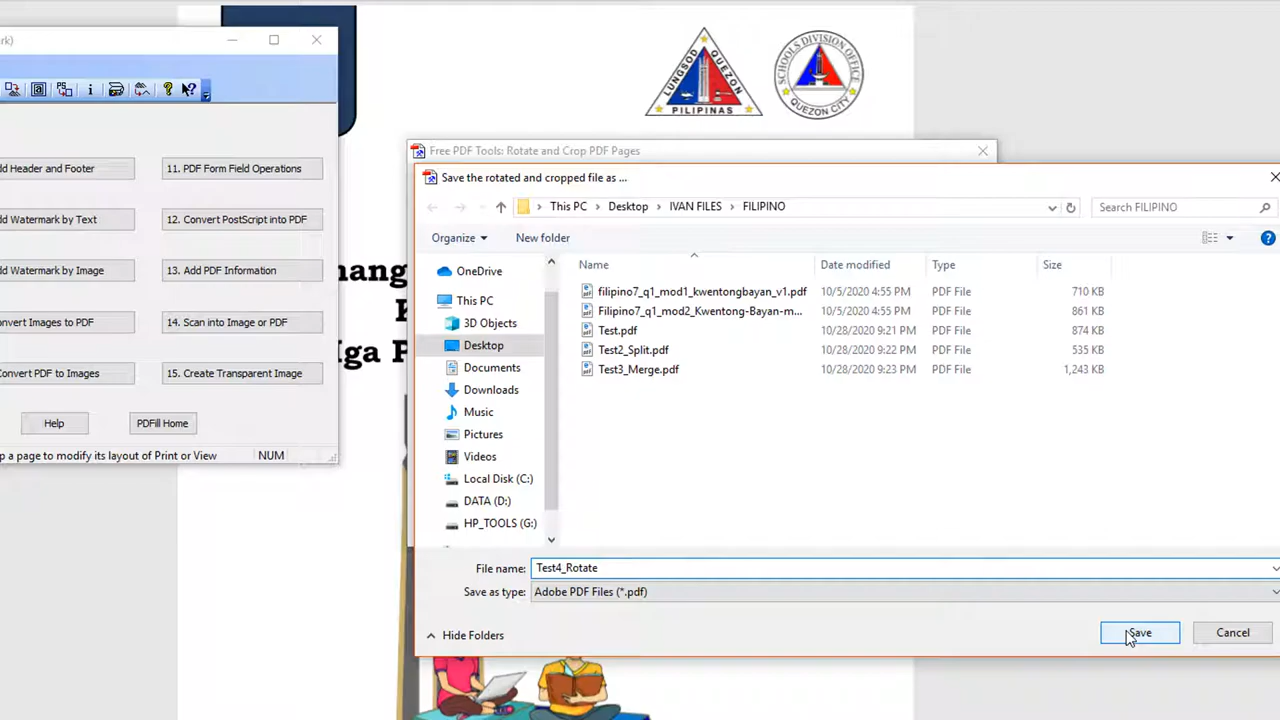 rk)
dd Header and Footer
11. PDF Form Field Operations
dd Watermark by Text
12. Convert PostScript into PDF
dd Watermark by Image
13. Add PDF Information
nvert Images to PDF
14. Scan into Image or PDF
Convert PDF to Images
15. Create Transparent Image
Help
PDFill Home
p a page to modify its layout of Print or View
NUM
LUNGSOD QUEZON
PILIPINAS
SCHOOLS DIVISION OFFICE
QUEZON CITY
hang
K
Iga P
Free PDF Tools: Rotate and Crop PDF Pages
Save the rotated and cropped file as ...
This PC > Desktop > IVAN FILES > FILIPINO
Search FILIPINO
Organize
New folder
OneDrive
This PC
3D Objects
Desktop
Documents
Downloads
Music
Pictures
Videos
Local Disk (C:)
DATA (D:)
HP_TOOLS (G:)
Name Date modified Type Size
filipino7_q1_mod1_kwentongbayan_v1.pdf 10/5/2020 4:55 PM PDF File 710 KB
Filipino7_q1_mod2_Kwentong-Bayan-m... 10/5/2020 4:55 PM PDF File 861 KB
Test.pdf 10/28/2020 9:21 PM PDF File 874 KB
Test2_Split.pdf 10/28/2020 9:22 PM PDF File 535 KB
Test3_Merge.pdf 10/28/2020 9:23 PM PDF File 1,243 KB
File name: Test4_Rotate
Save as type: Adobe PDF Files (*.pdf)
Hide Folders
Save
Cancel